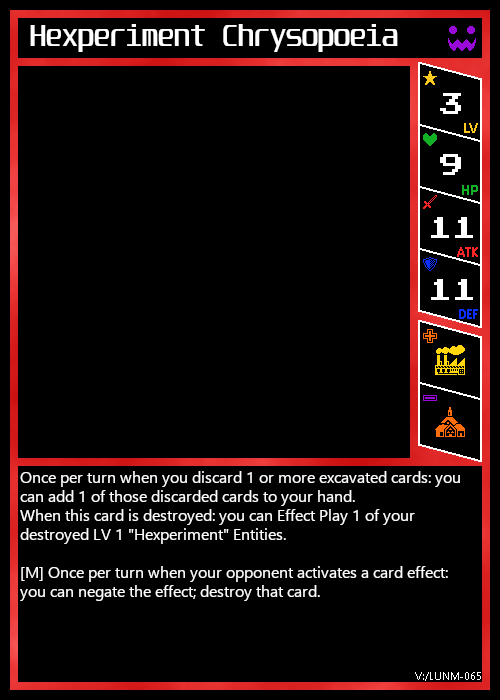 Hexperiment Chrysopoeia
3
LV
9
HP
11
ATK
11
DEF
Once per turn when you discard 1 or more excavated cards: you
can add 1 of those discarded cards to your hand.
When this card is destroyed: you can Effect Play 1 of your
destroyed LV 1 "Hexperiment" Entities.
[M] Once per turn when your opponent activates a card effect:
you can negate the effect; destroy that card.
V:/LUNM-065